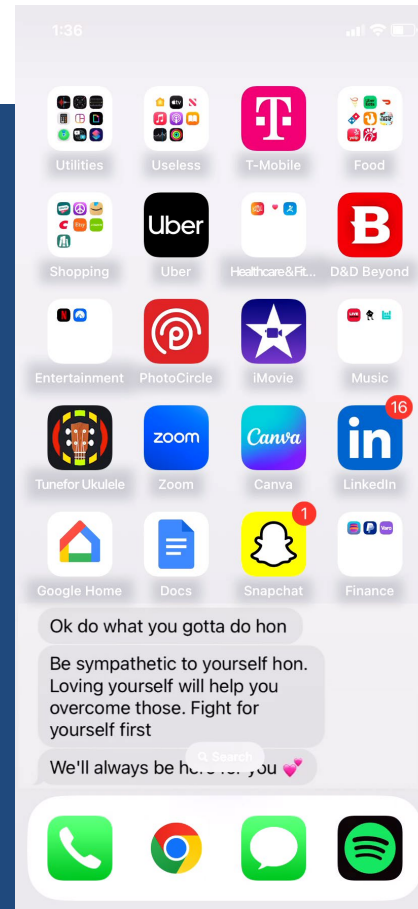 1:36
Utilities
Useless
T-Mobile
Food
Uber
Shopping
Uber
Healthcare&Fit...
D&D Beyond
Entertainment
PhotoCircle
iMovie
Music
zoom
Canva
16
in
Tunefor Ukulele
Zoom
Canva
LinkedIn
1
Google Home
Docs
Snapchat
Finance
Ok do what you gotta do hon
Be sympathetic to yourself hon.
Loving yourself will help you
overcome those. Fight for
yourself first
Search
We'll always be here for you 💕